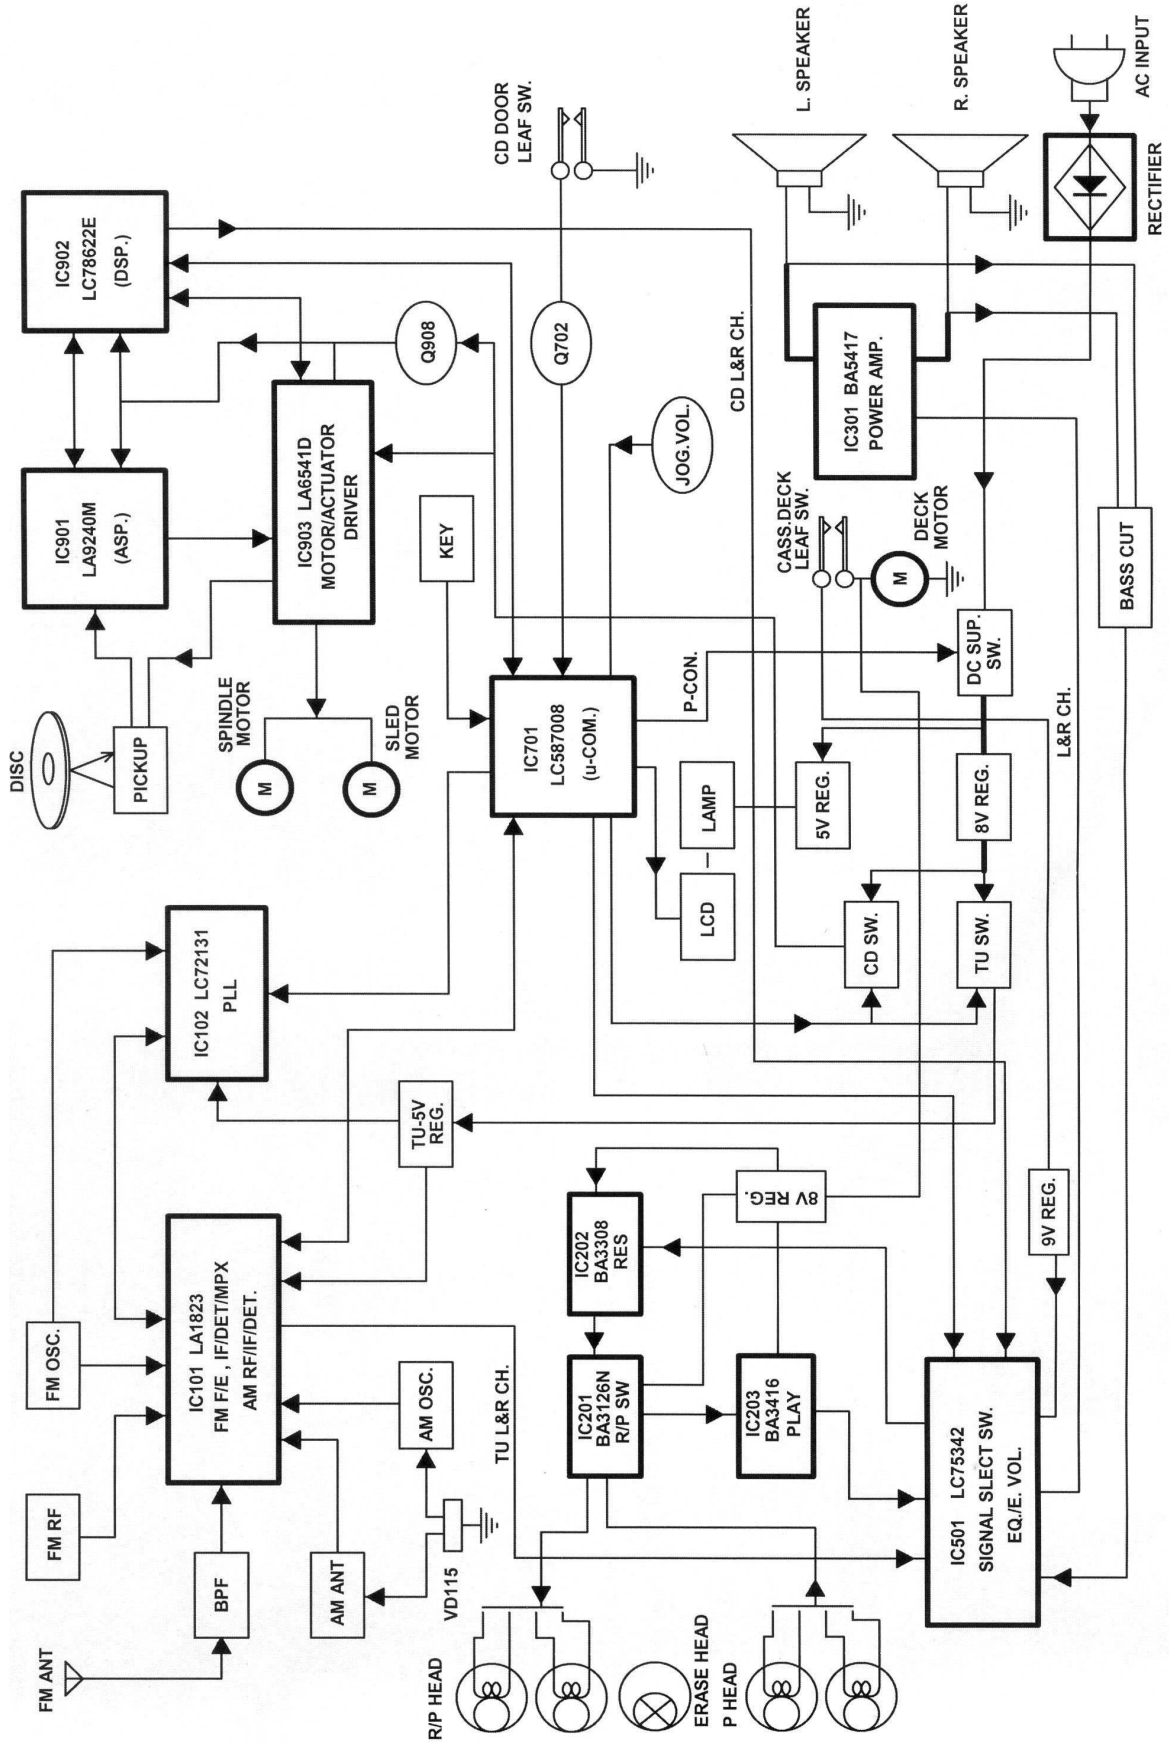 FM ANT
BPF
FM RF
FM OSC.
IC101 LA1823
FM F/E , IF/DET/MPX
AM RF/IF/DET.
AM ANT
AM OSC.
VD115
IC102 LC72131
PLL
TU-5V
REG.
TU L&R CH.
DISC
PICKUP
IC901
LA9240M
(ASP.)
IC902
LC78622E
(DSP.)
SPINDLE
MOTOR
M
SLED
MOTOR
M
IC903 LA6541D
MOTOR/ACTUATOR
DRIVER
Q908
KEY
CD DOOR
LEAF SW.
Q702
IC701
LC587008
(u-COM.)
JOG.VOL.
CD L&R CH.
P-CON.
LCD
LAMP
5V REG.
CASS.DECK
LEAF SW.
M
DECK
MOTOR
DC SUP.
SW.
8V REG.
CD SW.
TU SW.
L. SPEAKER
R. SPEAKER
IC301 BA5417
POWER AMP.
AC INPUT
RECTIFIER
BASS CUT
L&R CH.
R/P HEAD
ERASE HEAD
P HEAD
IC201
BA3126N
R/P SW
IC202
BA3308
RES
IC203
BA3416
PLAY
8V REG.
9V REG.
IC501 LC75342
SIGNAL SLECT SW.
EQ./E. VOL.